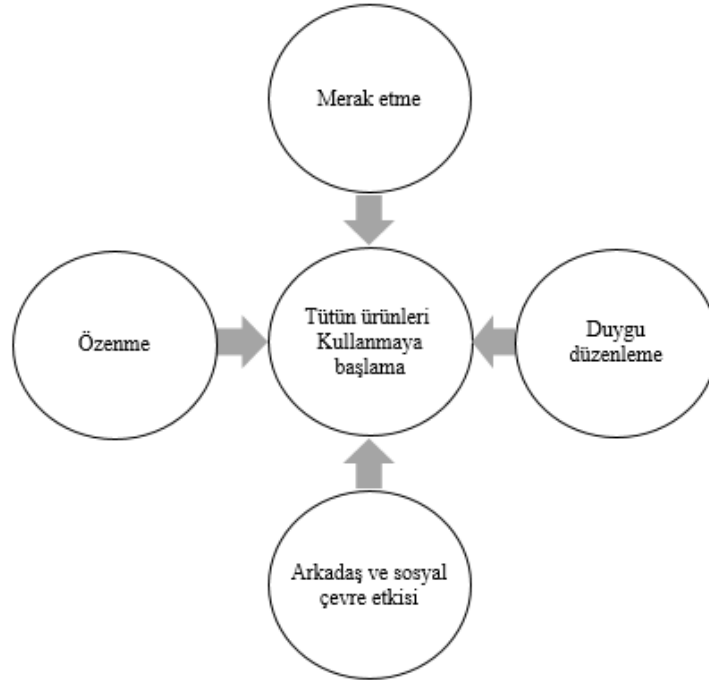 Merak etme
Özenme
Tütün ürünleri
Kullanmaya
başlama
Duygu
düzenleme
Arkadaş ve sosyal
çevre etkisi